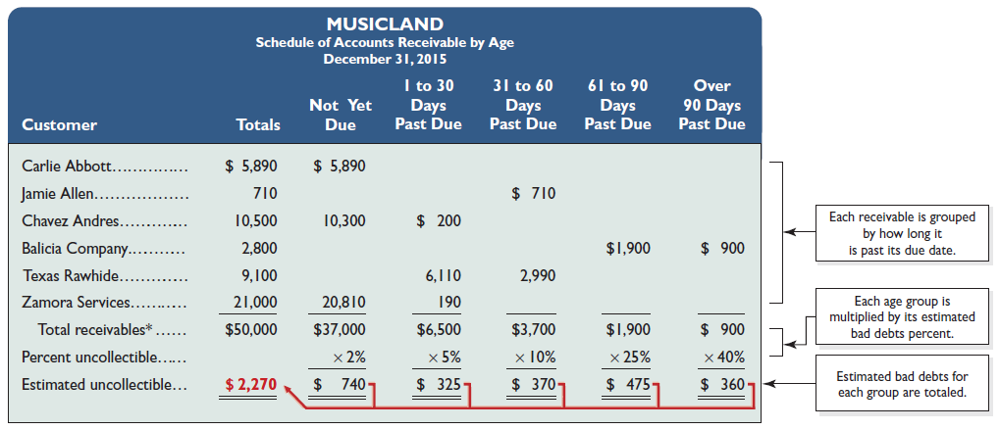 MUSICLAND
Schedule of Accounts Receivable by Age
December 31, 2015
Customer Totals Not Yet Due 1 to 30 Days Past Due 31 to 60 Days Past Due 61 to 90 Days Past Due Over 90 Days Past Due
Carlie Abbott.............. $ 5,890 $ 5,890
Jamie Allen.................. 710 $ 710
Chavez Andres............ 10,500 10,300 $ 200
Balicia Company........... 2,800 $1,900 $ 900
Texas Rawhide............. 9,100 6,110 2,990
Zamora Services........... 21,000 20,810 190
Total receivables* ...... $50,000 $37,000 $6,500 $3,700 $1,900 $ 900
Percent uncollectible...... × 2% × 5% × 10% × 25% × 40%
Estimated uncollectible... $ 2,270 $ 740 $ 325 $ 370 $ 475 $ 360
Each receivable is grouped
by how long it
is past its due date.
Each age group is
multiplied by its estimated
bad debts percent.
Estimated bad debts for
each group are totaled.